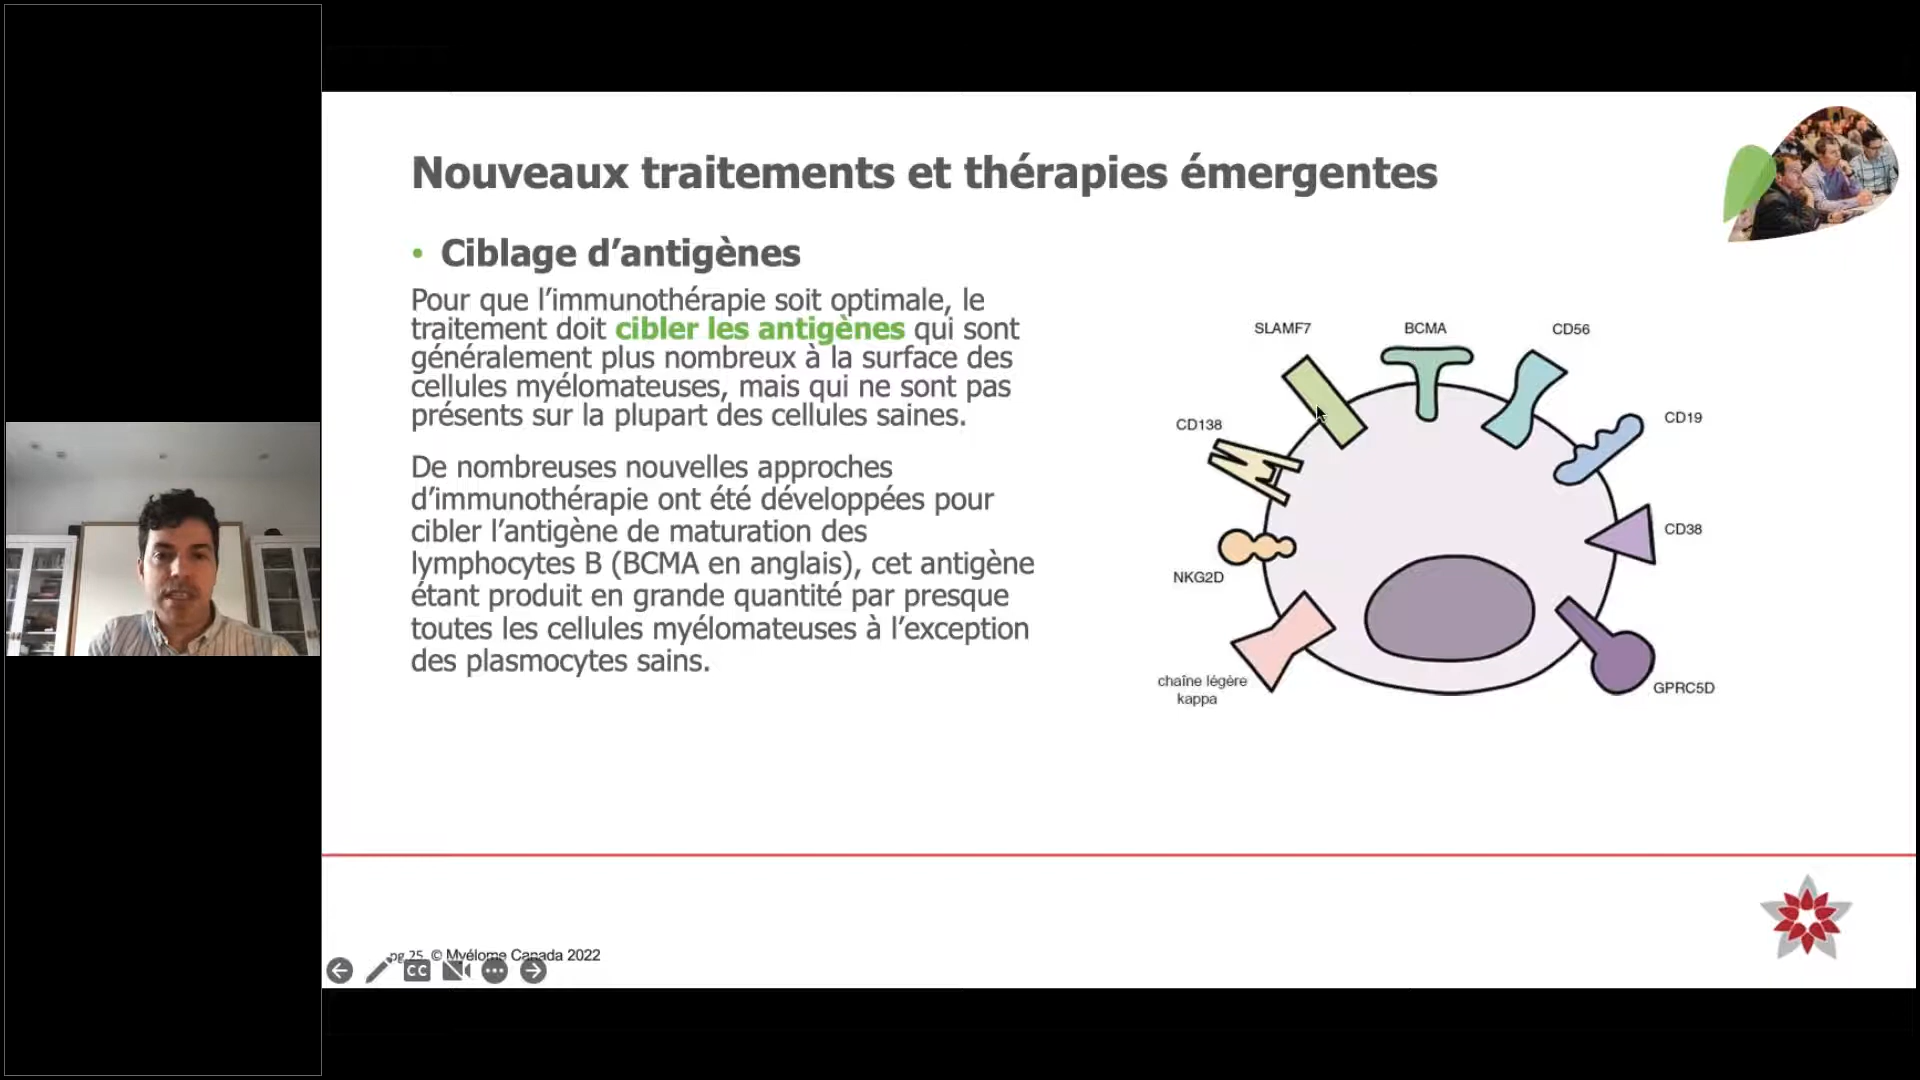 Nouveaux traitements et thérapies émergentes
• Ciblage d’antigènes
Pour que l’immunothérapie soit optimale, le
traitement doit cibler les antigènes qui sont
généralement plus nombreux à la surface des
cellules myélomateuses, mais qui ne sont pas
présents sur la plupart des cellules saines.
De nombreuses nouvelles approches
d’immunothérapie ont été développées pour
cibler l’antigène de maturation des
lymphocytes B (BCMA en anglais), cet antigène
étant produit en grande quantité par presque
toutes les cellules myélomateuses à l’exception
des plasmocytes sains.
SLAMF7
BCMA
CD56
CD138
CD19
CD38
NKG2D
chaîne légère
kappa
GPRC5D
pg.25 © Myélome Canada 2022
CC